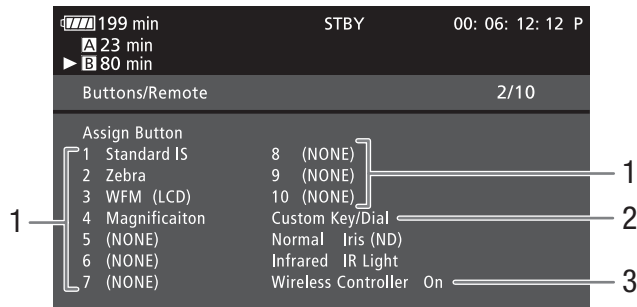 199 min STBY 00: 06: 12: 12 P
A 23 min
B 80 min
Buttons/Remote 2/10
Assign Button
1 Standard IS 8 (NONE)
2 Zebra 9 (NONE) 1
3 WFM (LCD) 10 (NONE)
1 4 Magnificaiton Custom Key/Dial 2
5 (NONE) Normal Iris (ND)
6 (NONE) Infrared IR Light
7 (NONE) Wireless Controller On 3